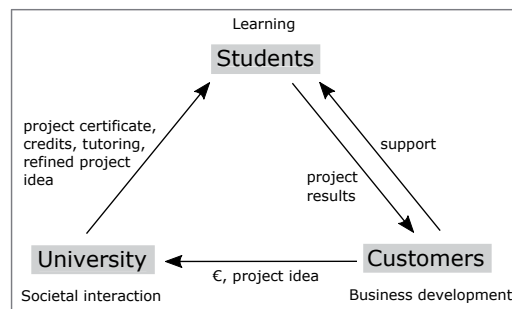 Learning
Students
project certificate,
credits, tutoring,
refined project
idea
support
project
results
University
Customers
€, project idea
Societal interaction
Business development